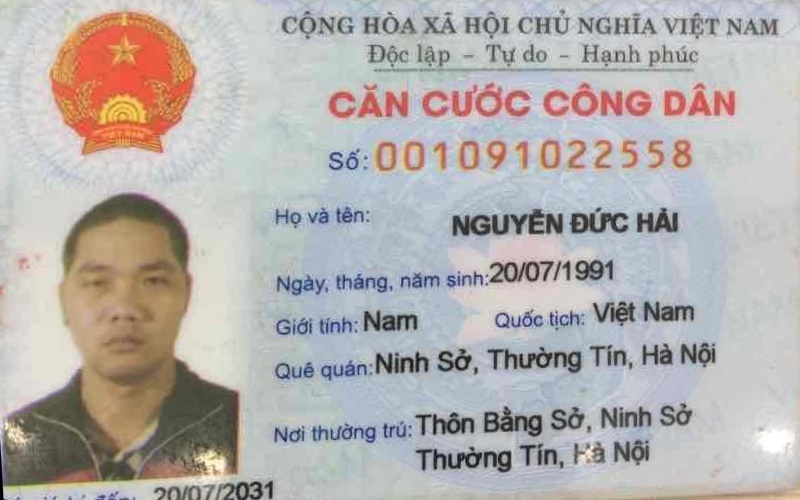 CỘNG HÒA XÃ HỘI CHỦ NGHĨA VIỆT NAM
Độc lập – Tự do – Hạnh phúc
CĂN CƯỚC CÔNG DÂN
Số: 001091022558
Họ và tên: NGUYỄN ĐỨC HẢI
Ngày, tháng, năm sinh: 20/07/1991
Giới tính: Nam Quốc tịch: Việt Nam
Quê quán: Ninh Sở, Thường Tín, Hà Nội
Nơi thường trú: Thôn Bằng Sở, Ninh Sở
Thường Tín, Hà Nội
20/07/2031
VIỆT NAM